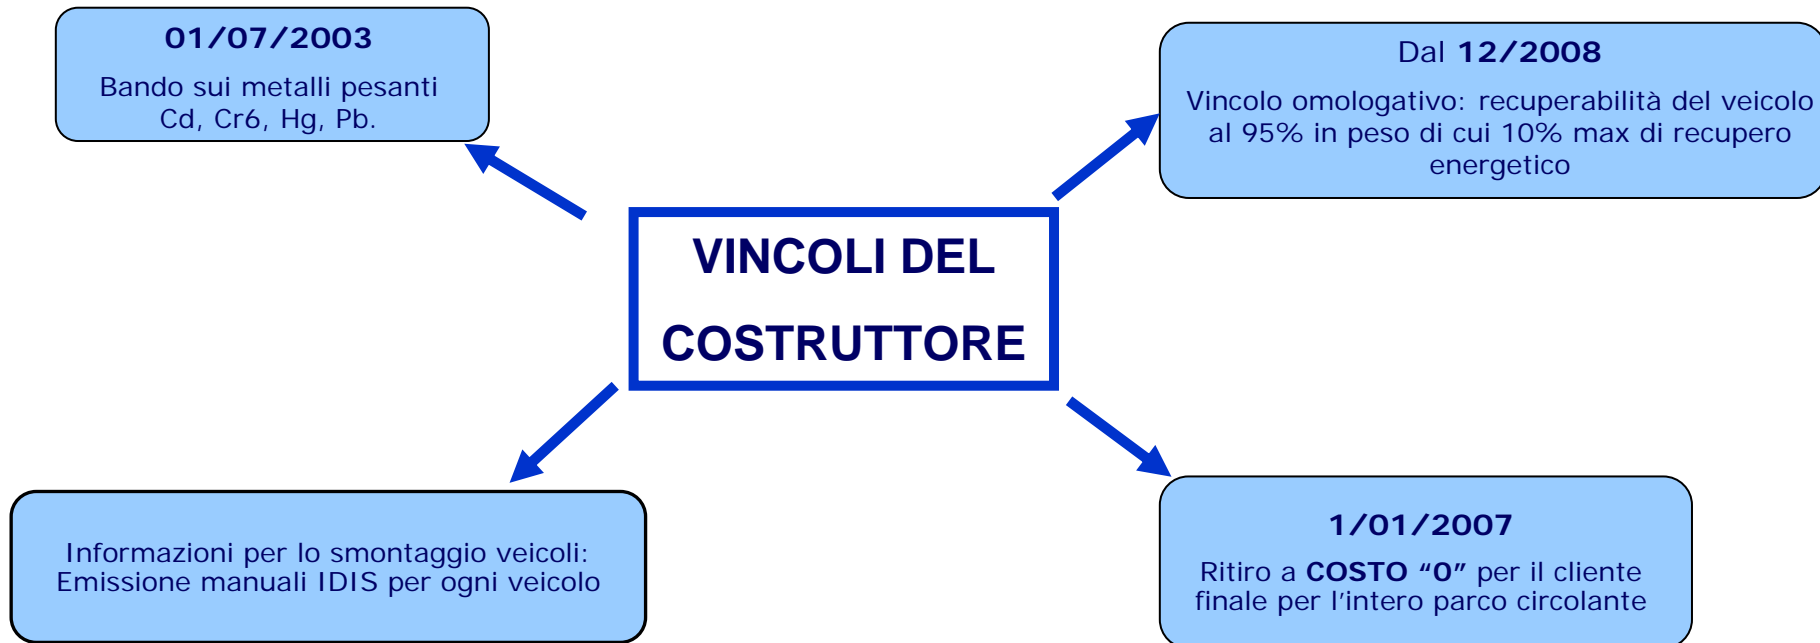 01/07/2003
Bando sui metalli pesanti
Cd, Cr6, Hg, Pb.
Dal 12/2008
Vincolo omologativo: recuperabilità del veicolo
al 95% in peso di cui 10% max di recupero
energetico
VINCOLI DEL
COSTRUTTORE
Informazioni per lo smontaggio veicoli:
Emissione manuali IDIS per ogni veicolo
1/01/2007
Ritiro a COSTO “0” per il cliente
finale per l’intero parco circolante